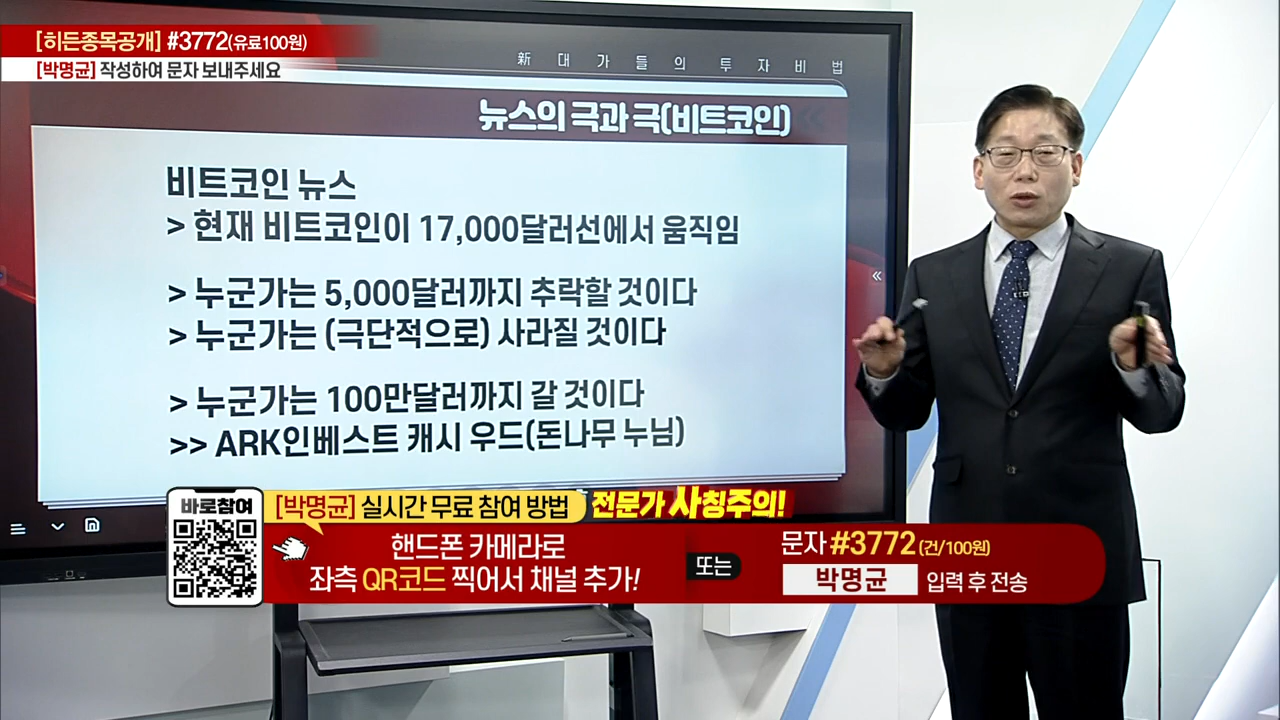 [히든종목공개] #3772(유료100원)
[박명균] 작성하여 문자 보내주세요
新 대 가 들 의 투 자 비 법
뉴스의 극과 극(비트코인)
비트코인 뉴스
> 현재 비트코인이 17,000달러선에서 움직임
> 누군가는 5,000달러까지 추락할 것이다
> 누군가는 (극단적으로) 사라질 것이다
> 누군가는 100만달러까지 갈 것이다
>> ARK인베스트 캐시 우드(돈나무 누님)
바로참여
[박명균] 실시간 무료 참여 방법
전문가 사칭주의!
핸드폰 카메라로
좌측 QR코드 찍어서 채널 추가!
또는
문자 #3772 (건/100원)
박명균 입력 후 전송